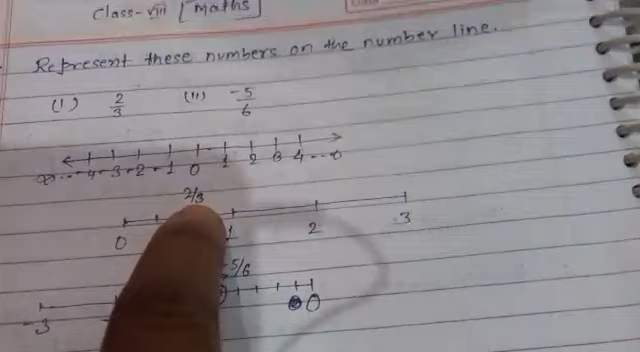 Class-VIII [Maths]
Represent these numbers on the number line.
(i) 2/3 (ii) -5/6
∞...-4 -3 -2 -1 0 1 2 3 4...∞
2/3
0 1 2 3
-5/6
-3 0